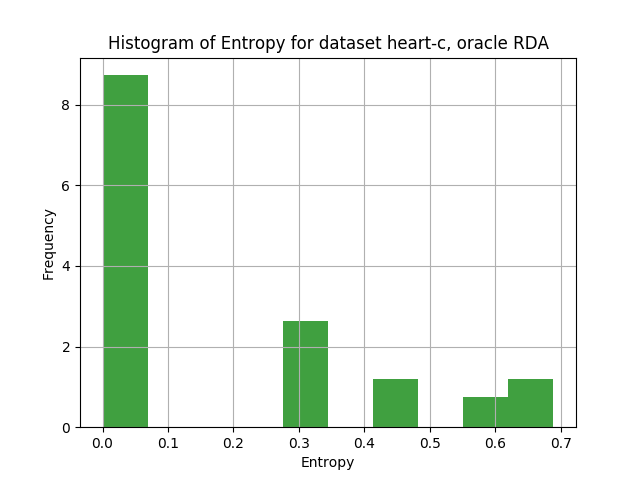 Histogram of Entropy for dataset heart-c, oracle RDA
Frequency
8
6
4
2
0
0.0 0.1 0.2 0.3 0.4 0.5 0.6 0.7
Entropy